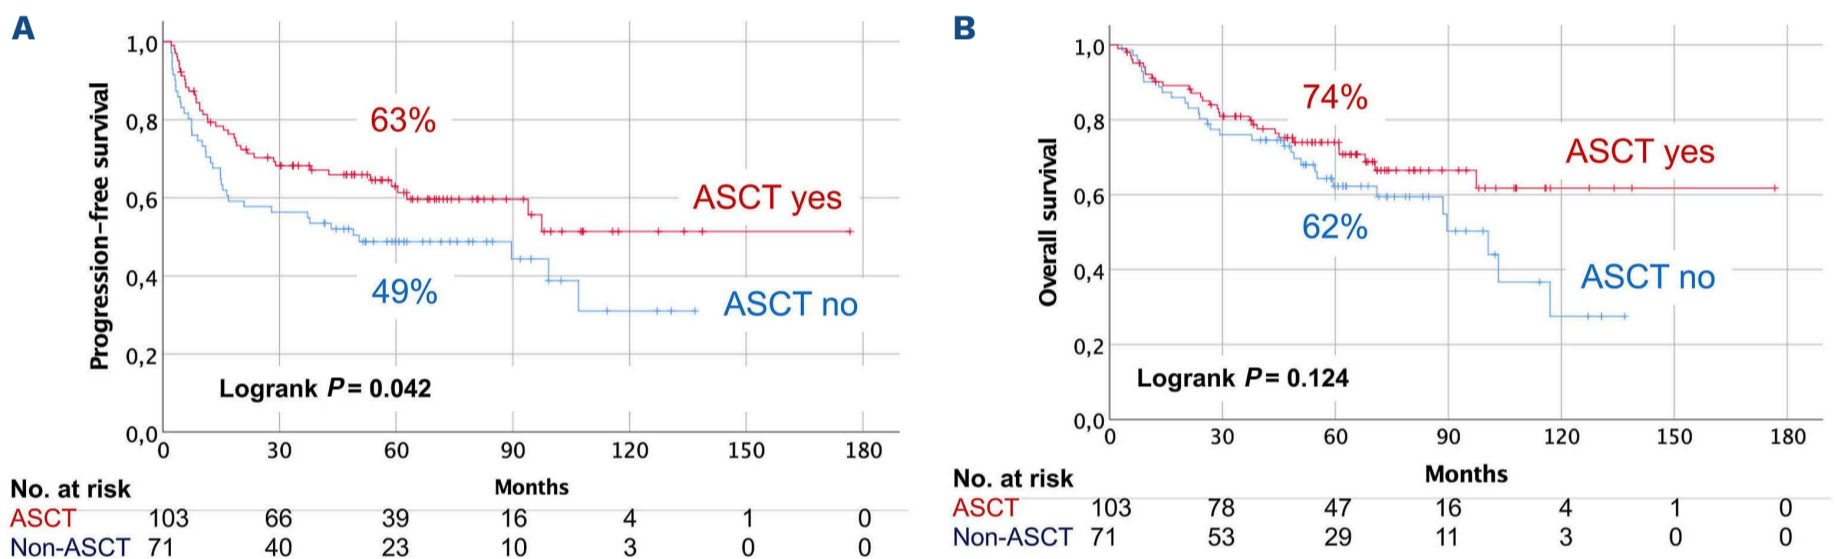 A
Progression-free survival
1,0
0,8
0,6
0,4
0,2
0,0
63%
ASCT yes
49%
ASCT no
Logrank P = 0.042
0 30 60 90 120 150 180
Months
No. at risk
ASCT 103 66 39 16 4 1 0
Non-ASCT 71 40 23 10 3 0 0
B
Overall survival
1,0
0,8
0,6
0,4
0,2
0,0
74%
ASCT yes
62%
ASCT no
Logrank P = 0.124
0 30 60 90 120 150 180
Months
No. at risk
ASCT 103 78 47 16 4 1 0
Non-ASCT 71 53 29 11 3 0 0